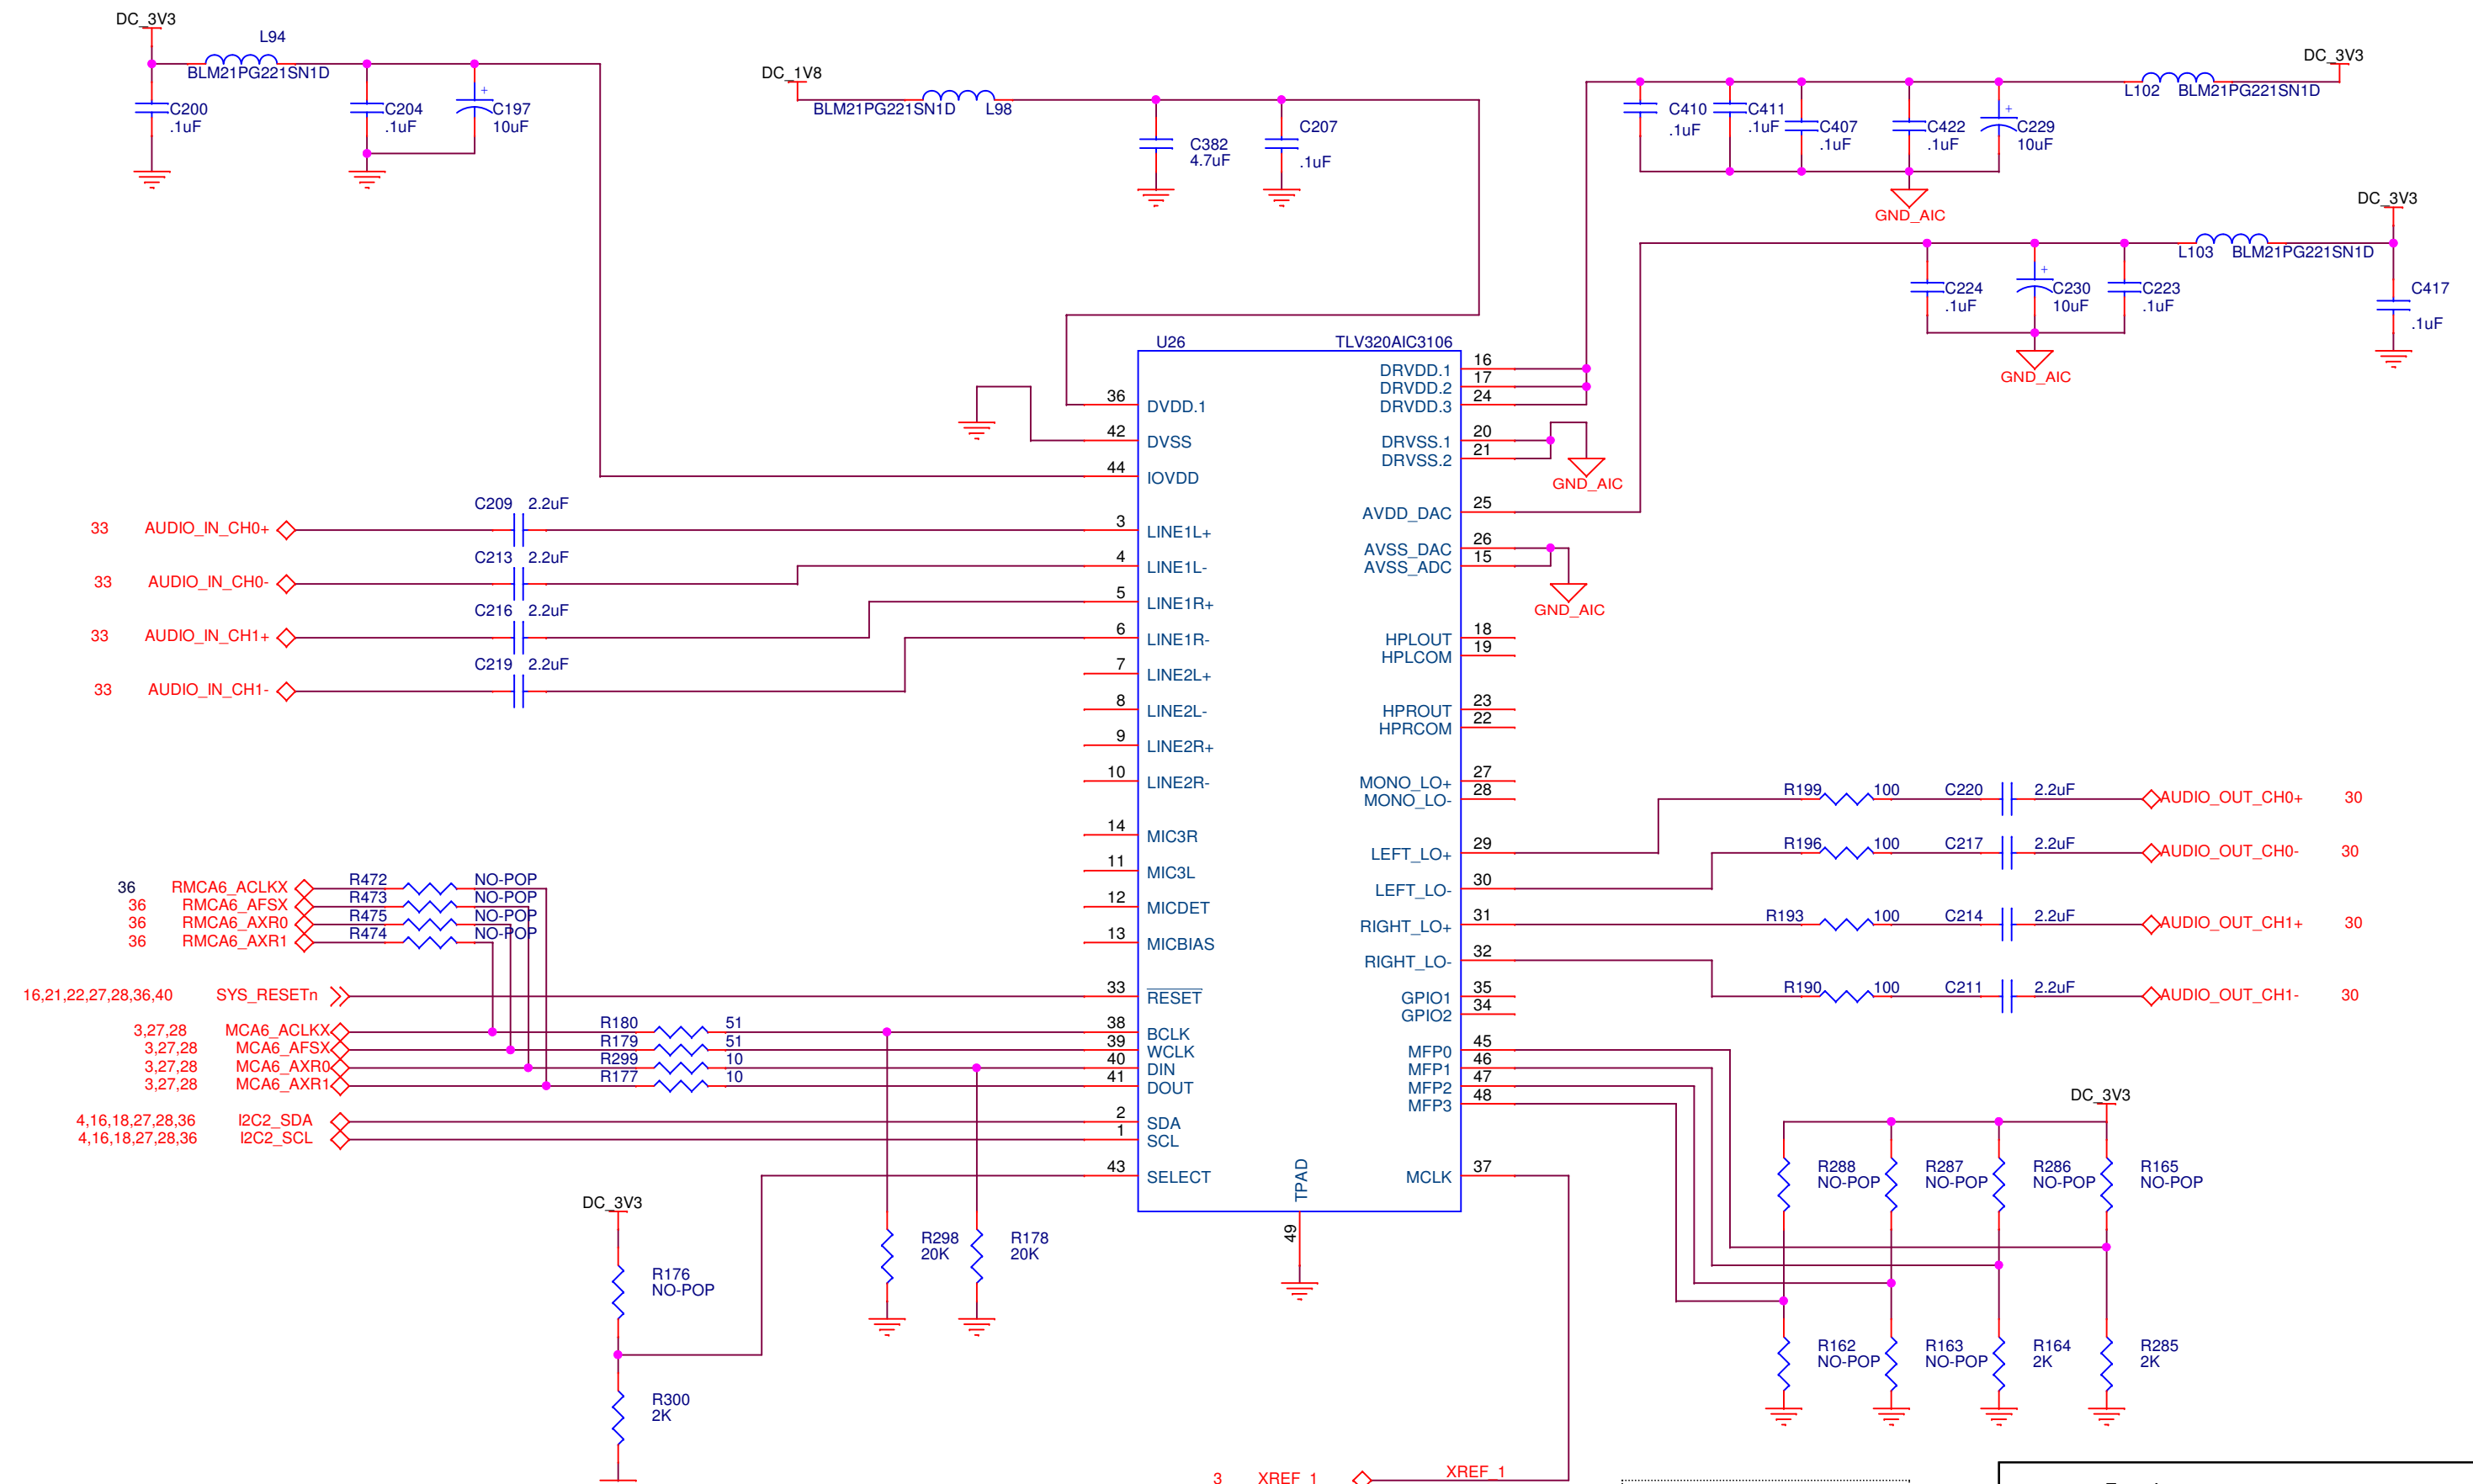 DC_3V3
L94
BLM21PG221SN1D
C200
.1uF
C204
.1uF
C197
10uF
+
DC_1V8
BLM21PG221SN1D
L98
C382
4.7uF
C207
.1uF
DC_3V3
L102
BLM21PG221SN1D
C410
.1uF
C411
.1uF
C407
.1uF
C422
.1uF
+
C229
10uF
GND_AIC
DC_3V3
L103
BLM21PG221SN1D
C224
.1uF
+
C230
10uF
C223
.1uF
C417
.1uF
GND_AIC
U26
TLV320AIC3106
36
DVDD.1
42
DVSS
44
IOVDD
3
LINE1L+
4
LINE1L-
5
LINE1R+
6
LINE1R-
7
LINE2L+
8
LINE2L-
9
LINE2R+
10
LINE2R-
14
MIC3R
11
MIC3L
12
MICDET
13
MICBIAS
33
RESET
38
BCLK
39
WCLK
40
DIN
41
DOUT
2
SDA
1
SCL
43
SELECT
TPAD
49
DRVDD.1
16
DRVDD.2
17
DRVDD.3
24
DRVSS.1
20
DRVSS.2
21
GND_AIC
AVDD_DAC
25
AVSS_DAC
26
AVSS_ADC
15
GND_AIC
HPLOUT
18
HPLCOM
19
HPROUT
23
HPRCOM
22
MONO_LO+
27
MONO_LO-
28
LEFT_LO+
29
LEFT_LO-
30
RIGHT_LO+
31
RIGHT_LO-
32
GPIO1
35
GPIO2
34
MFP0
45
MFP1
46
MFP2
47
MFP3
48
MCLK
37
33 AUDIO_IN_CH0+
C209 2.2uF
33 AUDIO_IN_CH0-
C213 2.2uF
33 AUDIO_IN_CH1+
C216 2.2uF
33 AUDIO_IN_CH1-
C219 2.2uF
36 RMCA6_ACLKX R472 NO-POP
36 RMCA6_AFSX R473 NO-POP
36 RMCA6_AXR0 R475 NO-POP
36 RMCA6_AXR1 R474 NO-POP
16,21,22,27,28,36,40 SYS_RESETn
3,27,28 MCA6_ACLKX R180 51
3,27,28 MCA6_AFSX R179 51
3,27,28 MCA6_AXR0 R299 10
3,27,28 MCA6_AXR1 R177 10
4,16,18,27,28,36 I2C2_SDA
4,16,18,27,28,36 I2C2_SCL
DC_3V3
R176
NO-POP
R300
2K
R298
20K
R178
20K
R199 100 C220 2.2uF AUDIO_OUT_CH0+ 30
R196 100 C217 2.2uF AUDIO_OUT_CH0- 30
R193 100 C214 2.2uF AUDIO_OUT_CH1+ 30
R190 100 C211 2.2uF AUDIO_OUT_CH1- 30
DC_3V3
R288
NO-POP
R287
NO-POP
R286
NO-POP
R165
NO-POP
R162
NO-POP
R163
NO-POP
R164
2K
R285
2K
3 XREF_1 XREF_1